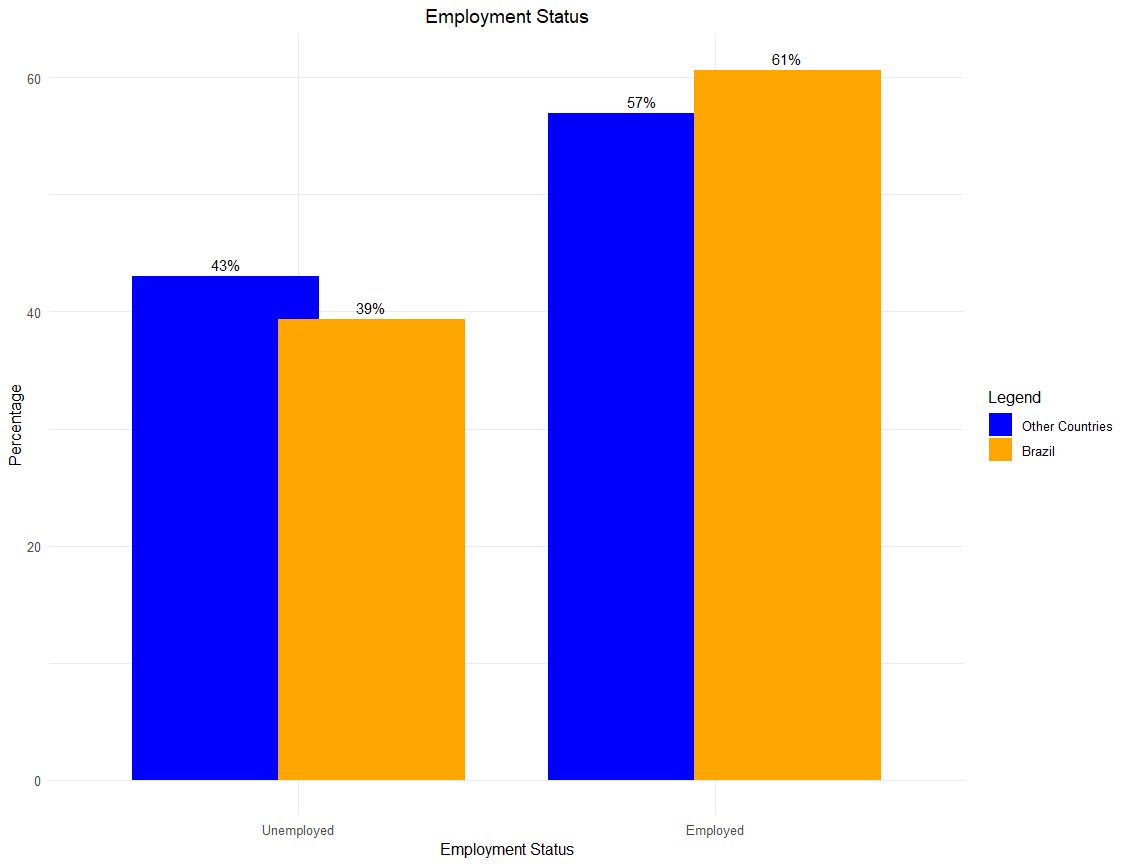 Employment Status
61%
57%
43%
39%
60
40
20
0
Percentage
Unemployed
Employed
Employment Status
Legend
Other Countries
Brazil